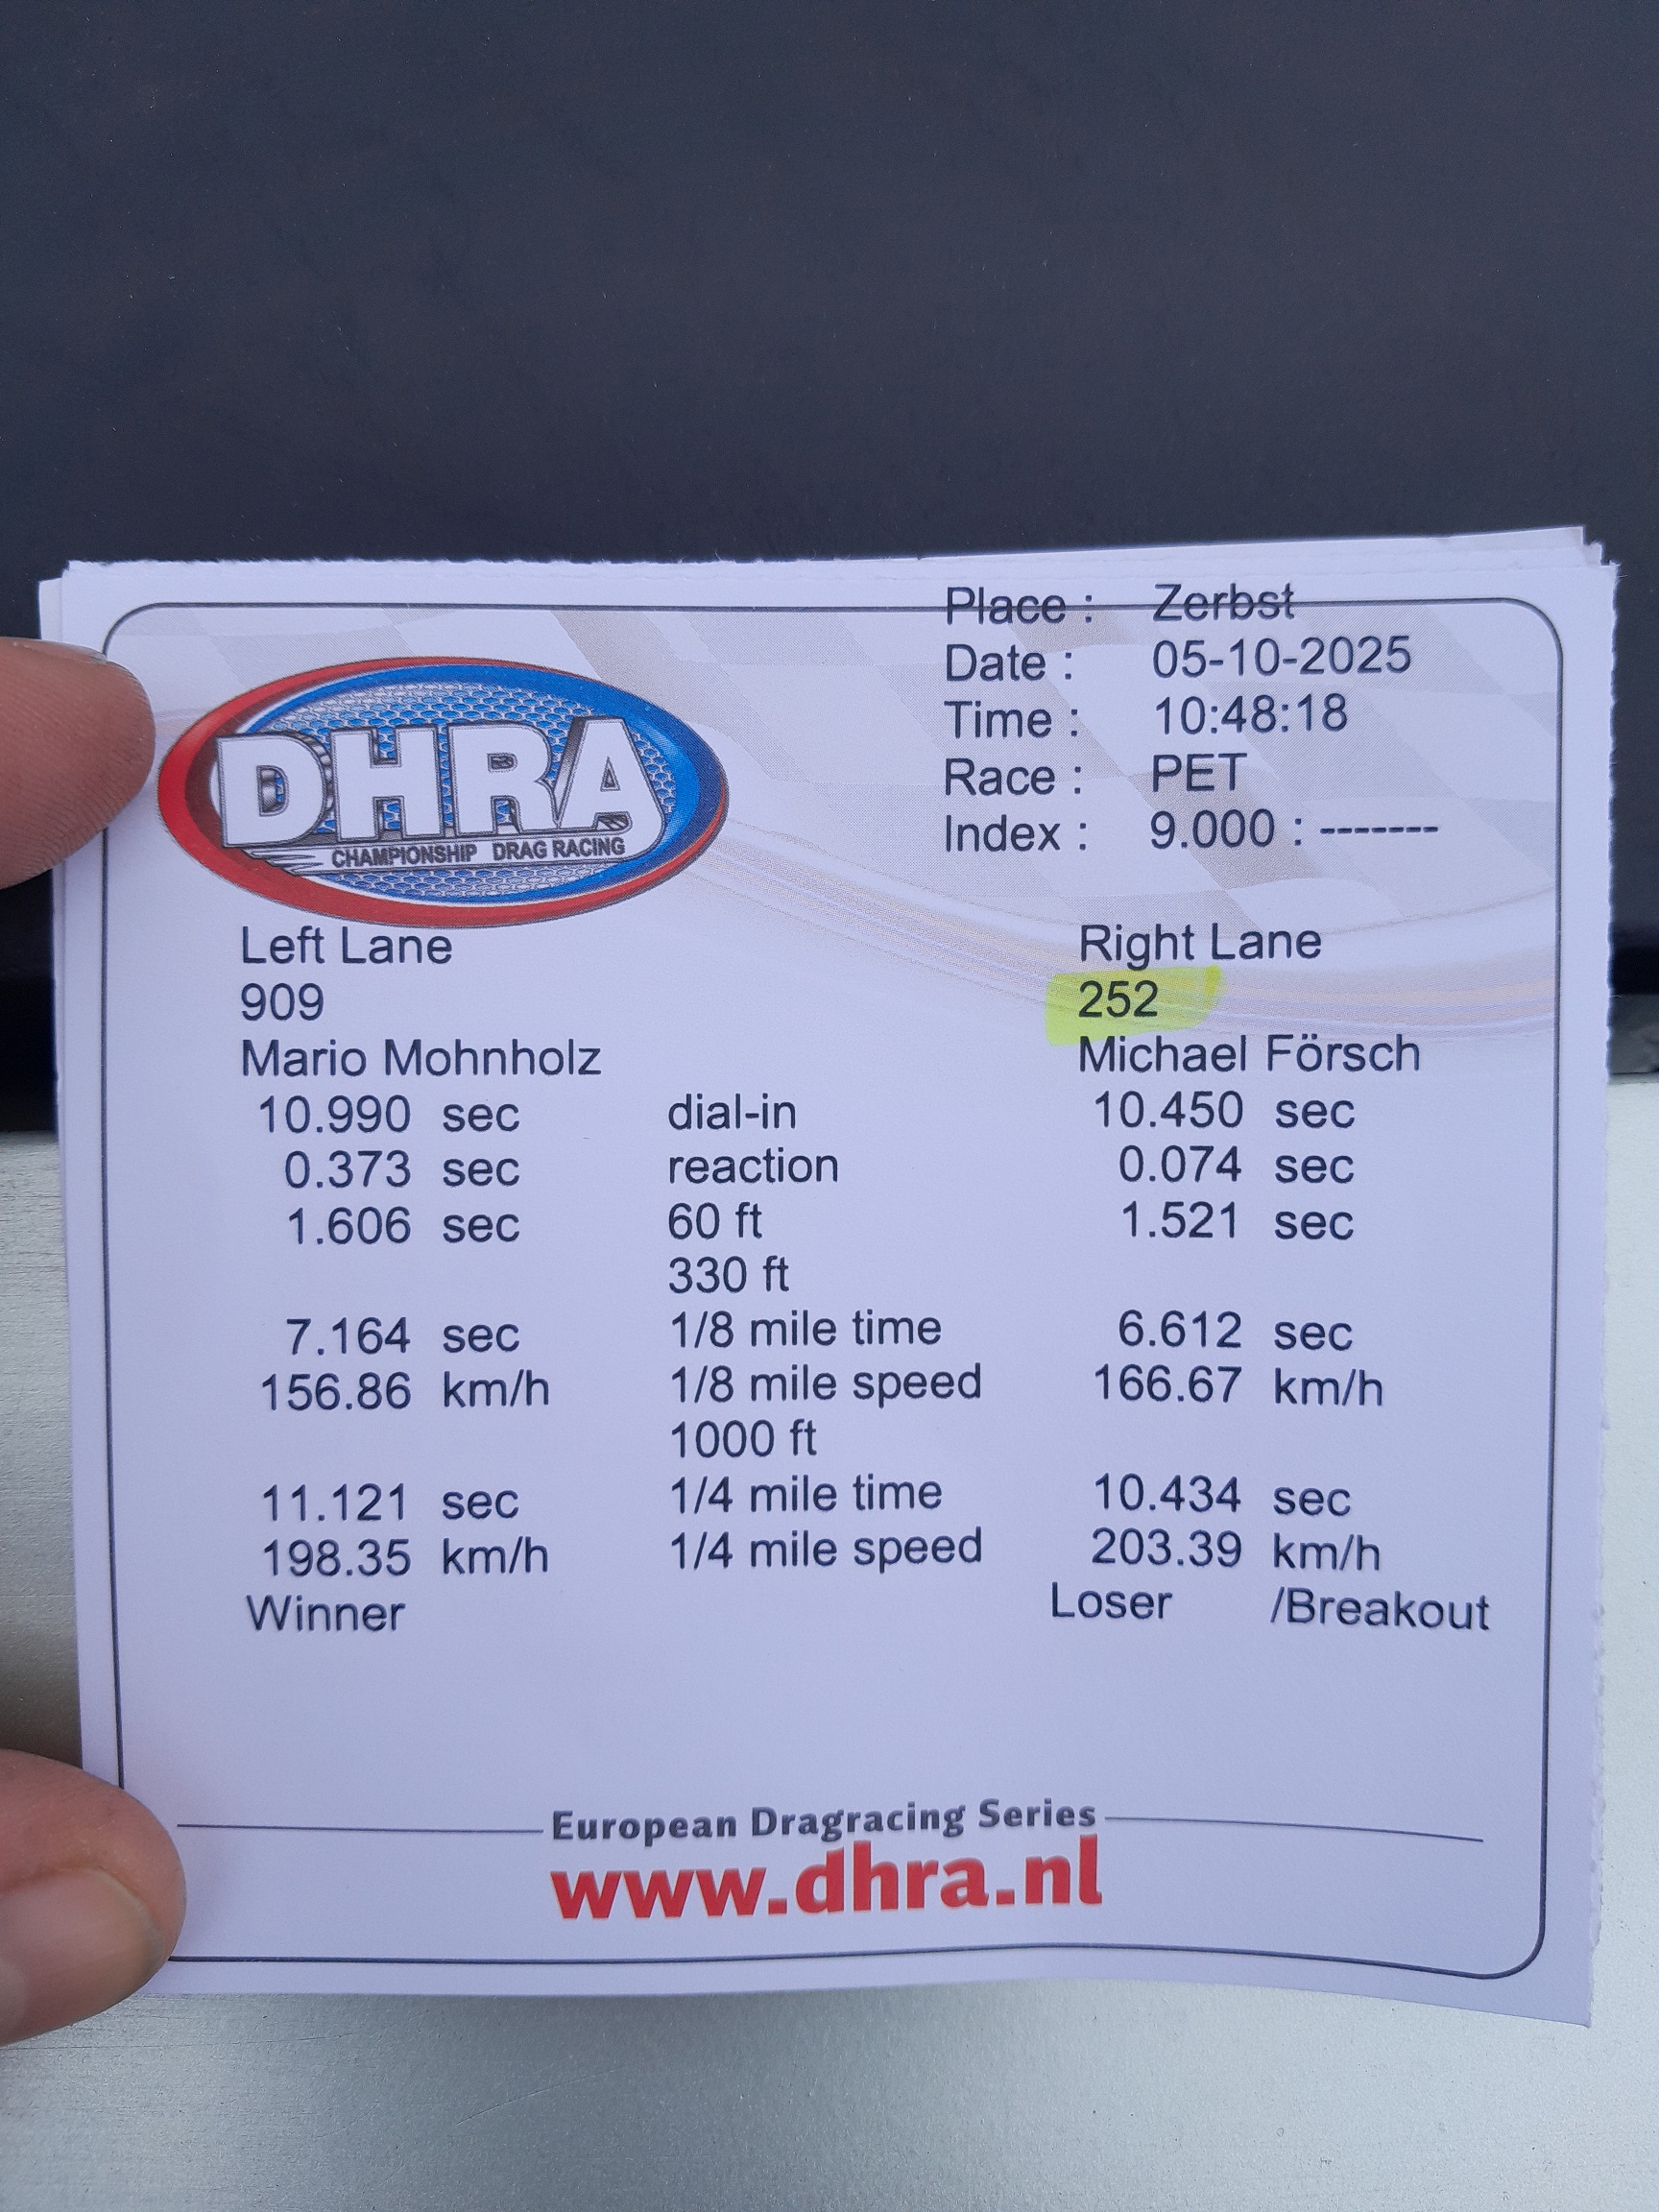 Place : Zerbst
Date : 05-10-2025
Time : 10:48:18
Race : PET
Index : 9.000 : -------
DHRA
CHAMPIONSHIP DRAG RACING
Left Lane Right Lane
909 252
Mario Mohnholz Michael Försch
10.990 sec dial-in 10.450 sec
0.373 sec reaction 0.074 sec
1.606 sec 60 ft 1.521 sec
330 ft
7.164 sec 1/8 mile time 6.612 sec
156.86 km/h 1/8 mile speed 166.67 km/h
1000 ft
11.121 sec 1/4 mile time 10.434 sec
198.35 km/h 1/4 mile speed 203.39 km/h
Winner Loser /Breakout
European Dragracing Series
www.dhra.nl